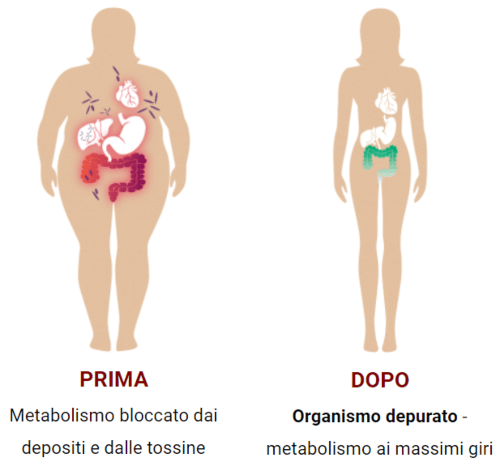 PRIMA
Metabolismo bloccato dai
depositi e dalle tossine
DOPO
Organismo depurato -
metabolismo ai massimi giri